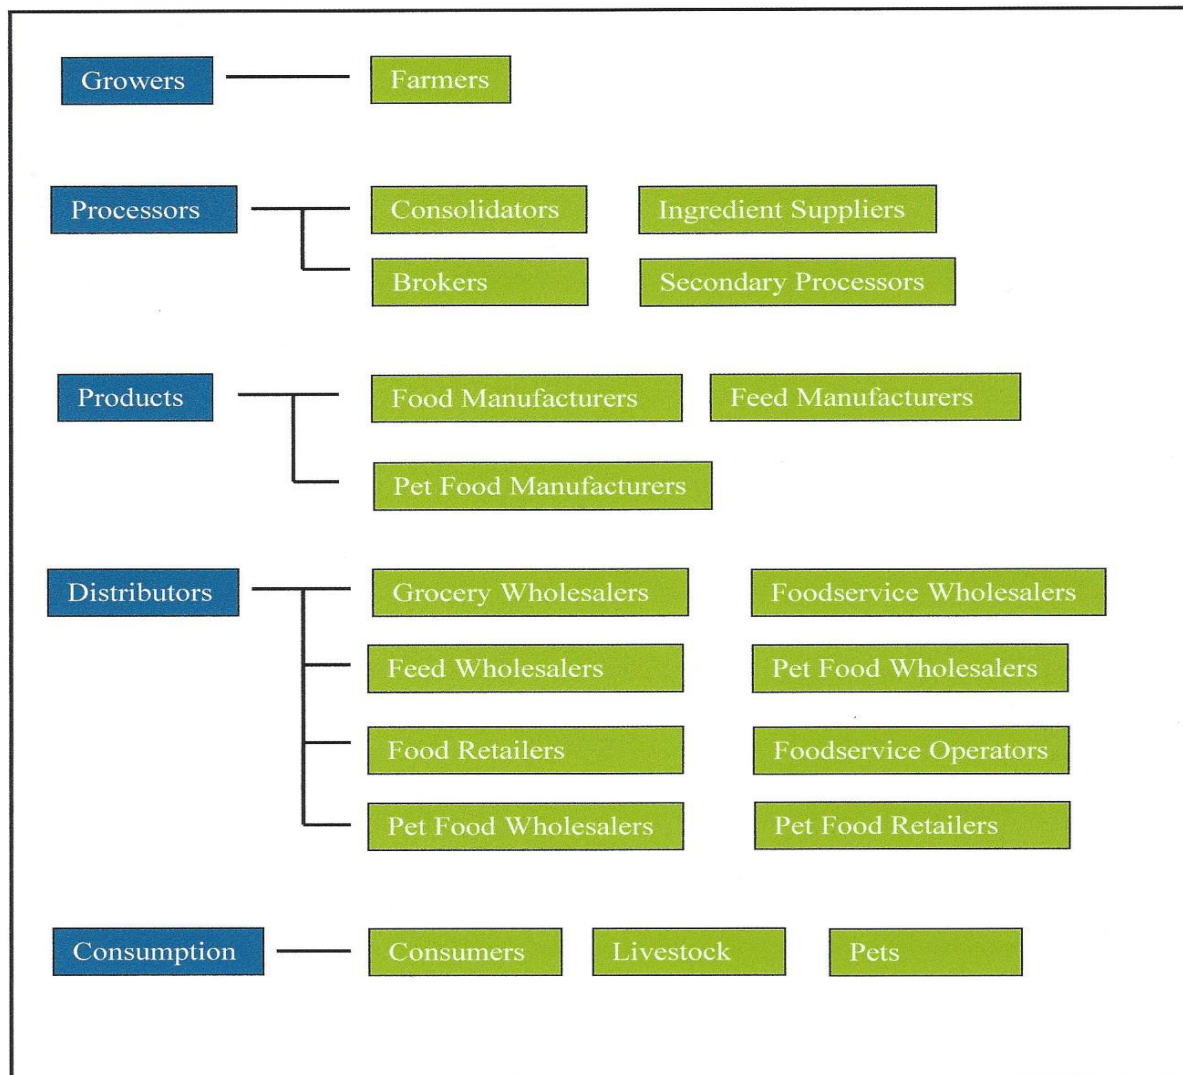 Growers
Farmers
Processors
Consolidators
Ingredient Suppliers
Brokers
Secondary Processors
Products
Food Manufacturers
Feed Manufacturers
Pet Food Manufacturers
Distributors
Grocery Wholesalers
Foodservice Wholesalers
Feed Wholesalers
Pet Food Wholesalers
Food Retailers
Foodservice Operators
Pet Food Wholesalers
Pet Food Retailers
Consumption
Consumers
Livestock
Pets